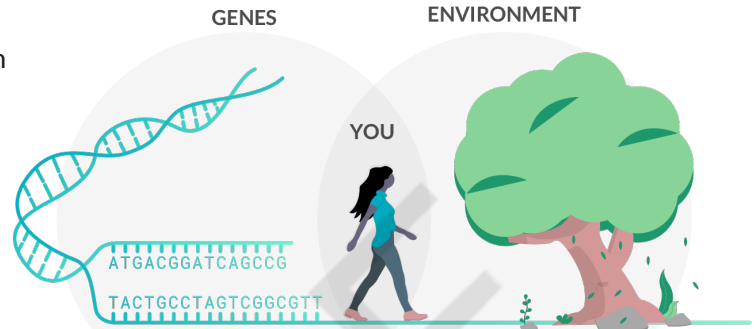 GENES
ENVIRONMENT
n
YOU
ATGACGGATCAGCCG
TACTGCCTAGTCGGCGTT